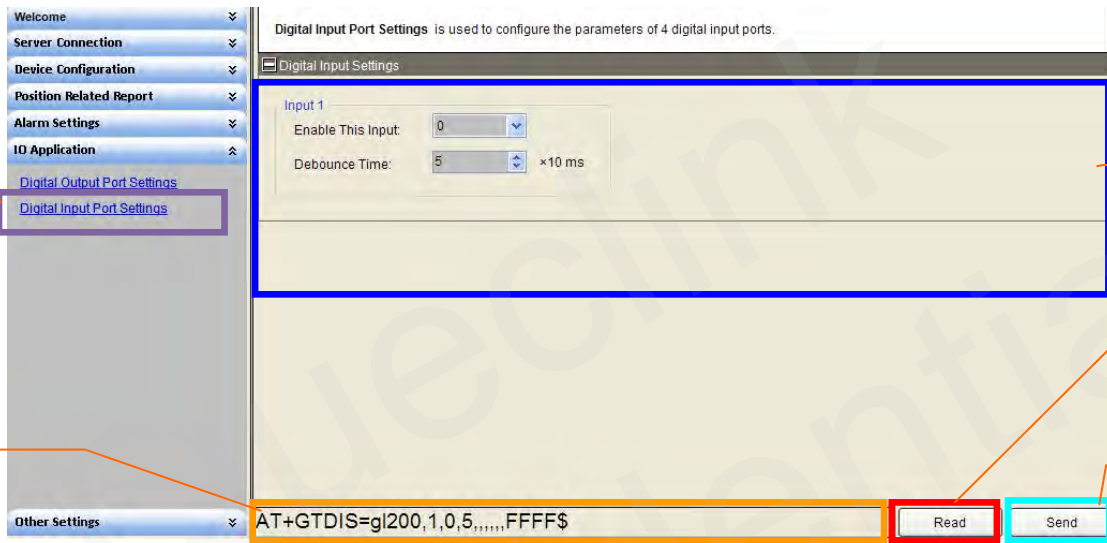 Welcome
Server Connection
Device Configuration
Position Related Report
Alarm Settings
IO Application
Digital Output Port Settings
Digital Input Port Settings
Other Settings
Digital Input Port Settings is used to configure the parameters of 4 digital input ports.
Digital Input Settings
Input 1
Enable This Input: 0
Debounce Time: 5 ×10 ms
AT+GTDIS=gl200,1,0,5,,,,,,FFFF$
Read
Send